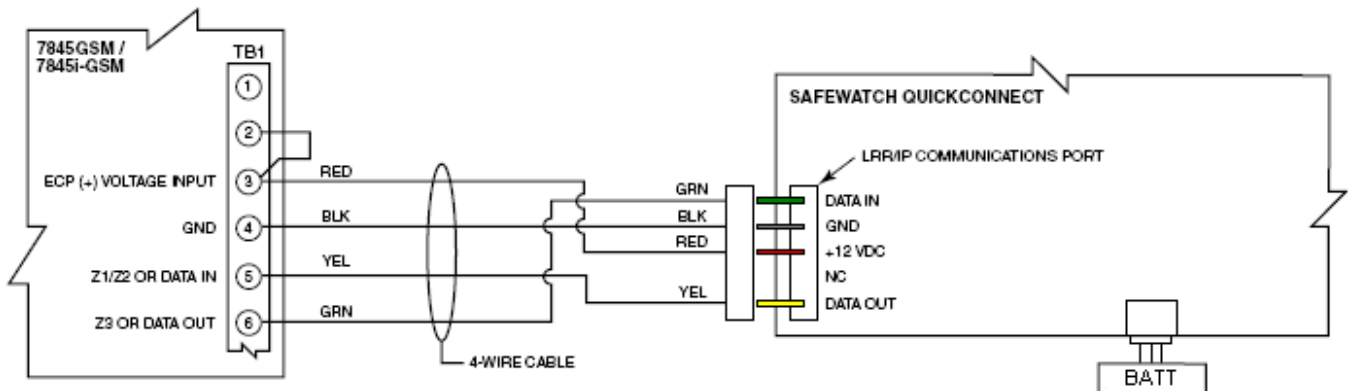 7845GSM /
7845i-GSM
TB1
1
2
ECP (+) VOLTAGE INPUT
3
RED
GND
4
BLK
Z1/Z2 OR DATA IN
5
YEL
Z3 OR DATA OUT
6
GRN
4-WIRE CABLE
SAFEWATCH QUICKCONNECT
LRR/IP COMMUNICATIONS PORT
GRN
DATA IN
BLK
GND
RED
+12 VDC
NC
YEL
DATA OUT
BATT